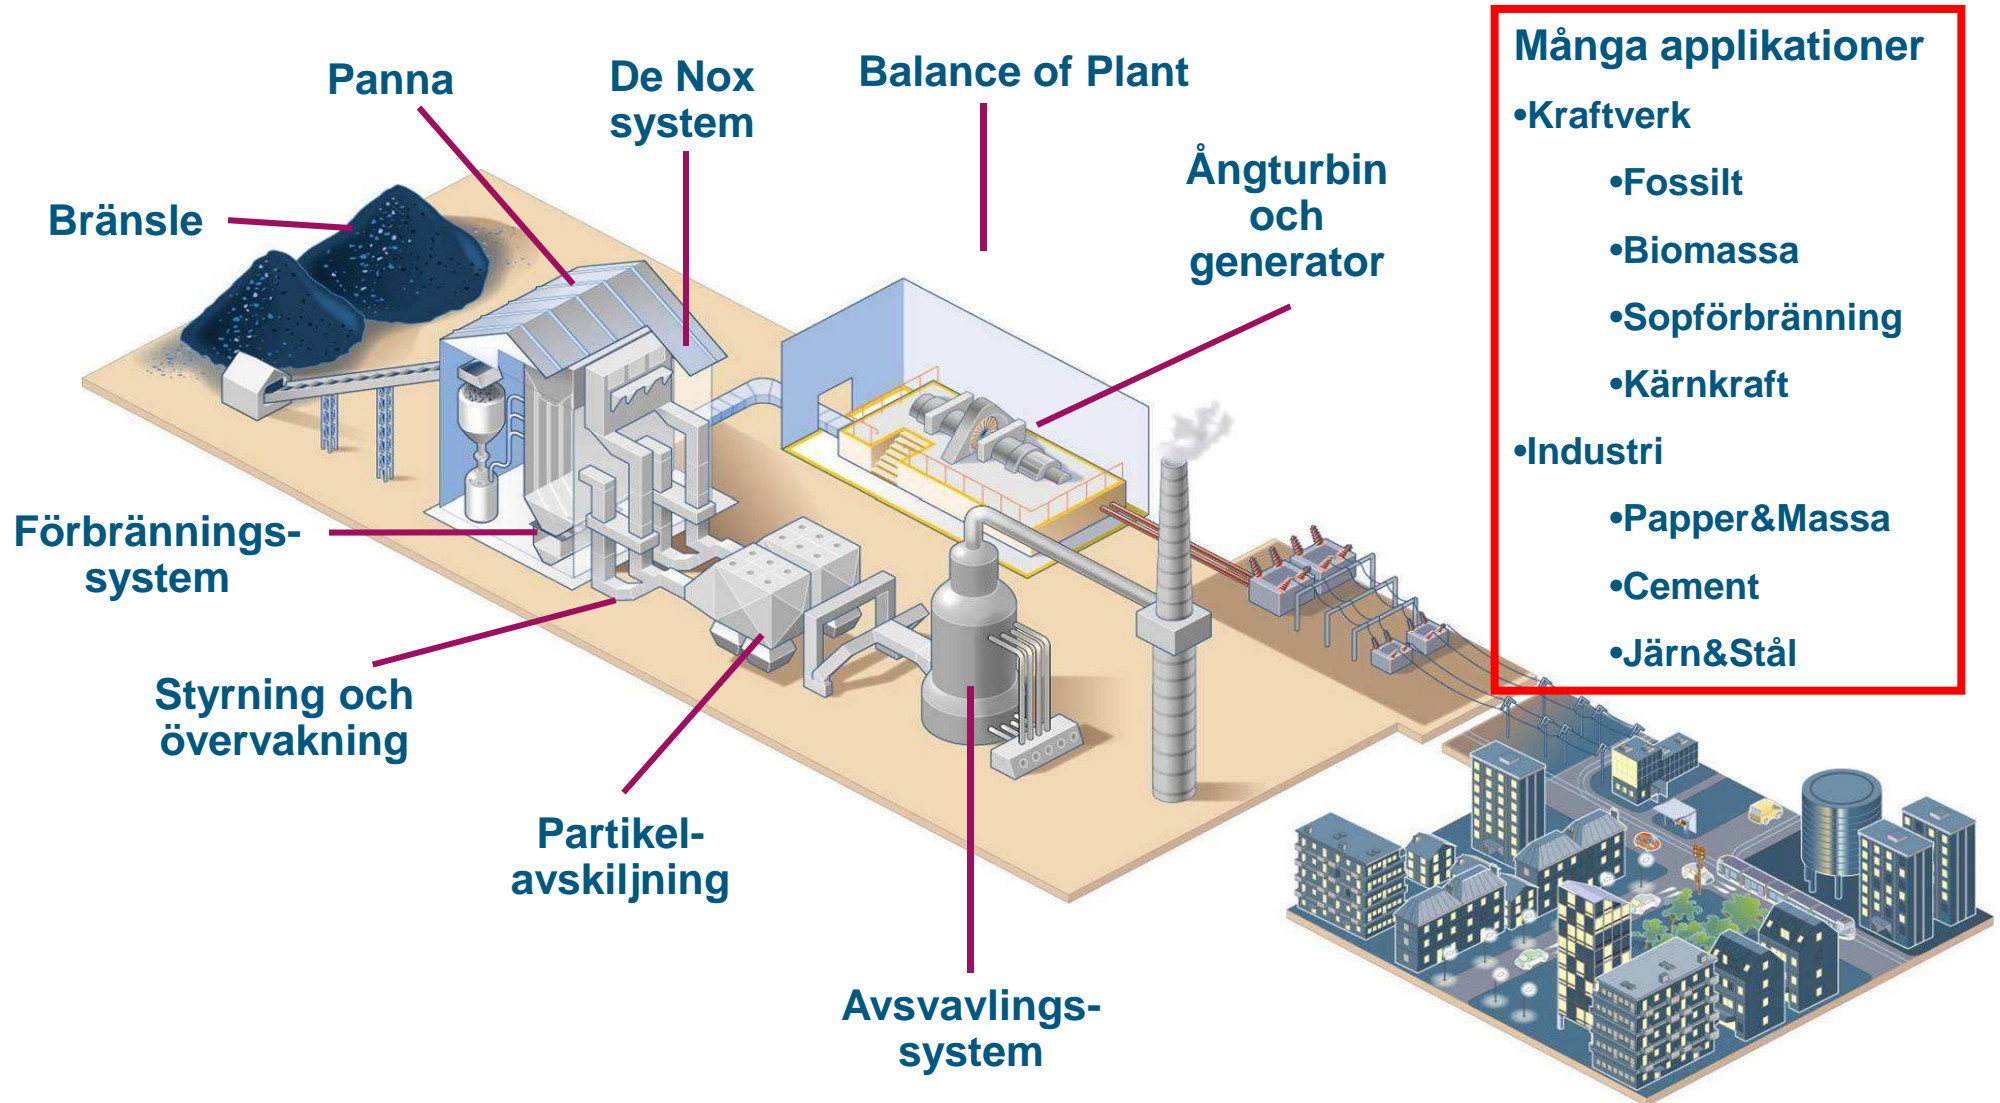 Panna
De Nox
system
Balance of Plant
Ångturbin
och
generator
Bränsle
Förbrännings-
system
Styrning och
övervakning
Partikel-
avskiljning
Avsvavlings-
system
Många applikationer
•Kraftverk
•Fossilt
•Biomassa
•Sopförbränning
•Kärnkraft
•Industri
•Papper&Massa
•Cement
•Järn&Stål